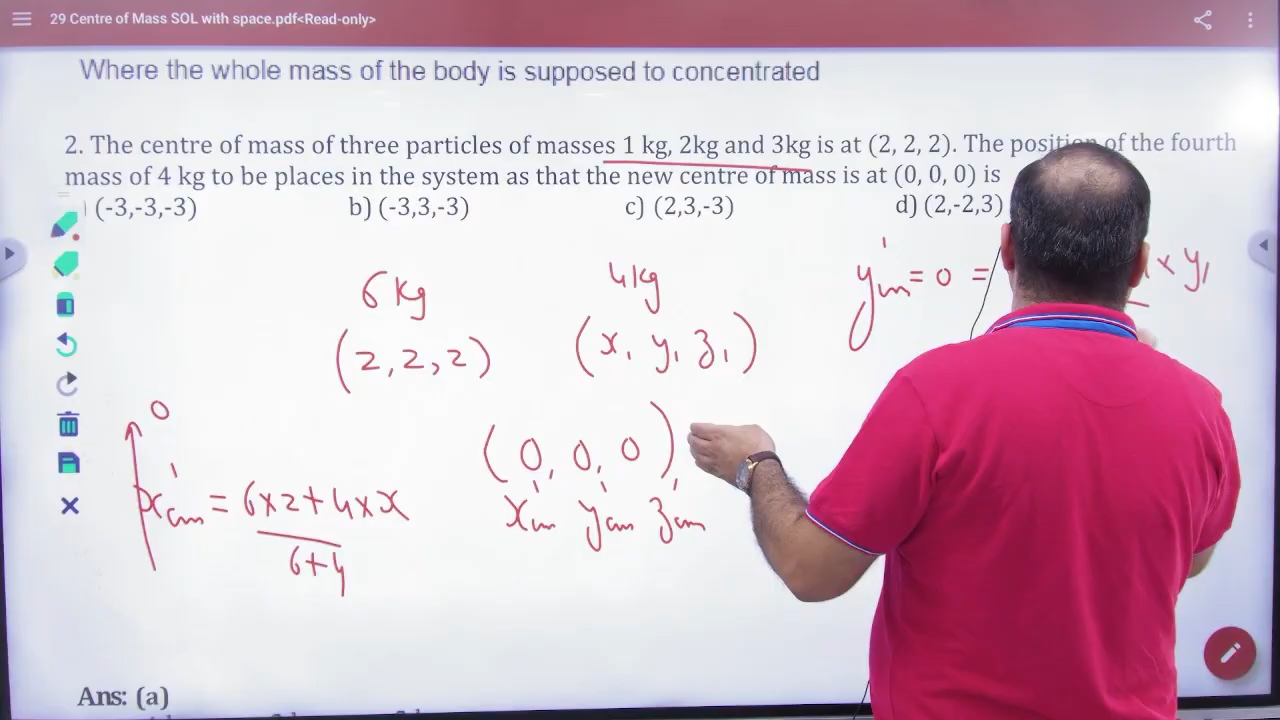 29 Centre of Mass SOL with space.pdf<Read-only>
Where the whole mass of the body is supposed to concentrated
2. The centre of mass of three particles of masses 1 kg, 2kg and 3kg is at (2, 2, 2). The position of the fourth
mass of 4 kg to be places in the system as that the new centre of mass is at (0, 0, 0) is
) (-3,-3,-3) b) (-3,3,-3) c) (2,3,-3) d) (2,-2,3)
6 kg 4 kg y'cm = 0 = × y₁
(2, 2, 2) (x₁ y₁ z₁)
0
(0, 0, 0)
x'cm = 6×2+4×x x'cm y'cm z'cm
6+4
Ans: (a)